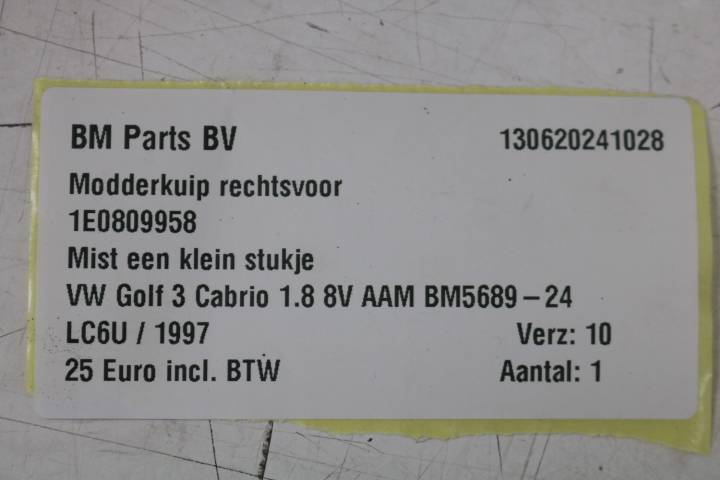 BM Parts BV 130620241028
Modderkuip rechtsvoor
1E0809958
Mist een klein stukje
VW Golf 3 Cabrio 1.8 8V AAM BM5689-24
LC6U / 1997 Verz: 10
25 Euro incl. BTW Aantal: 1